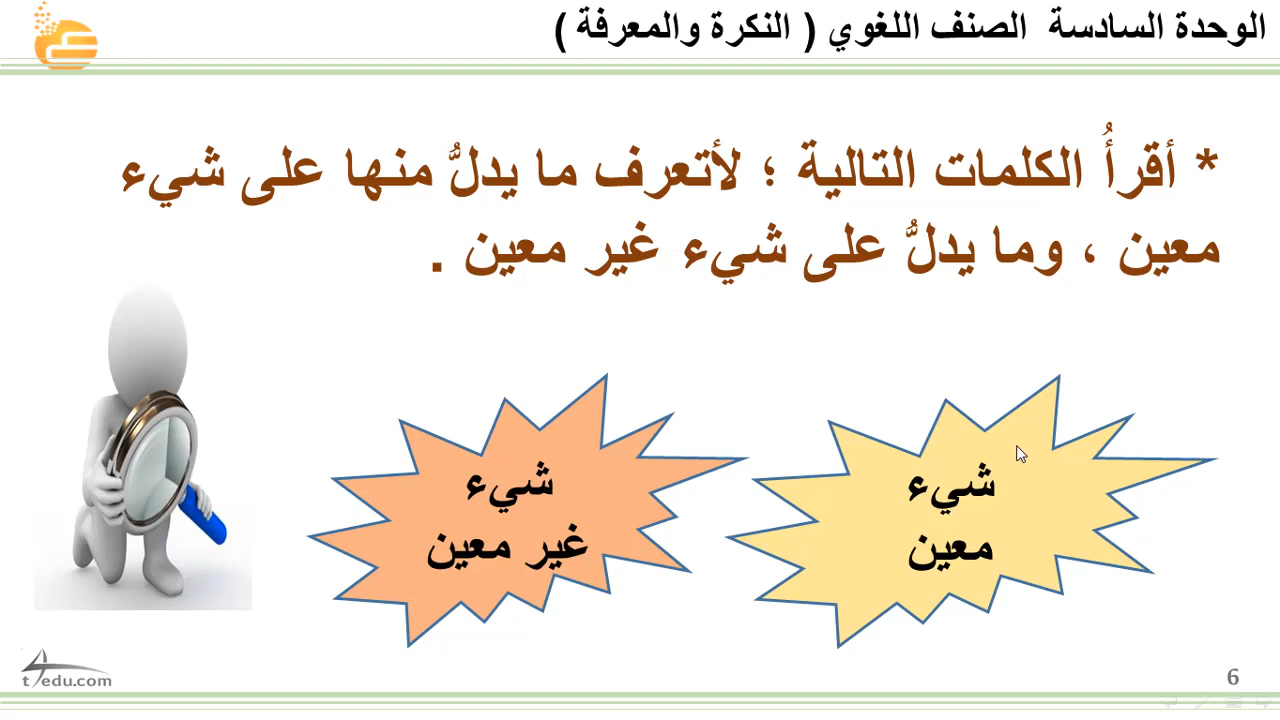 الوحدة السادسة الصنف اللغوي ( النكرة والمعرفة )
* أقرأُ الكلمات التالية ؛ لأتعرف ما يدلُّ منها على شيء
معين ، وما يدلُّ على شيء غير معين .
شيء
معين
شيء
غير معين
t4edu.com
6